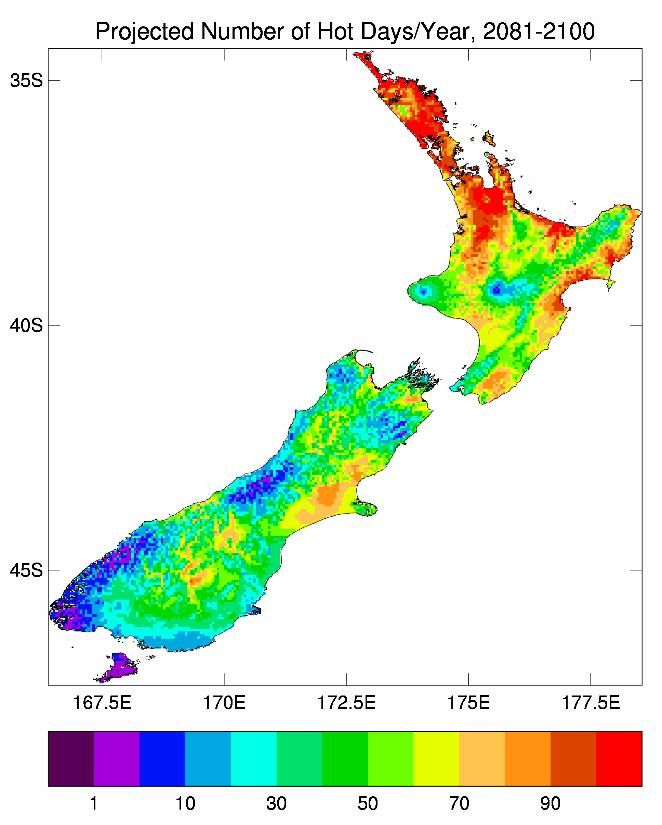 Projected Number of Hot Days/Year, 2081-2100
35S
40S
45S
167.5E 170E 172.5E 175E 177.5E
1 10 30 50 70 90